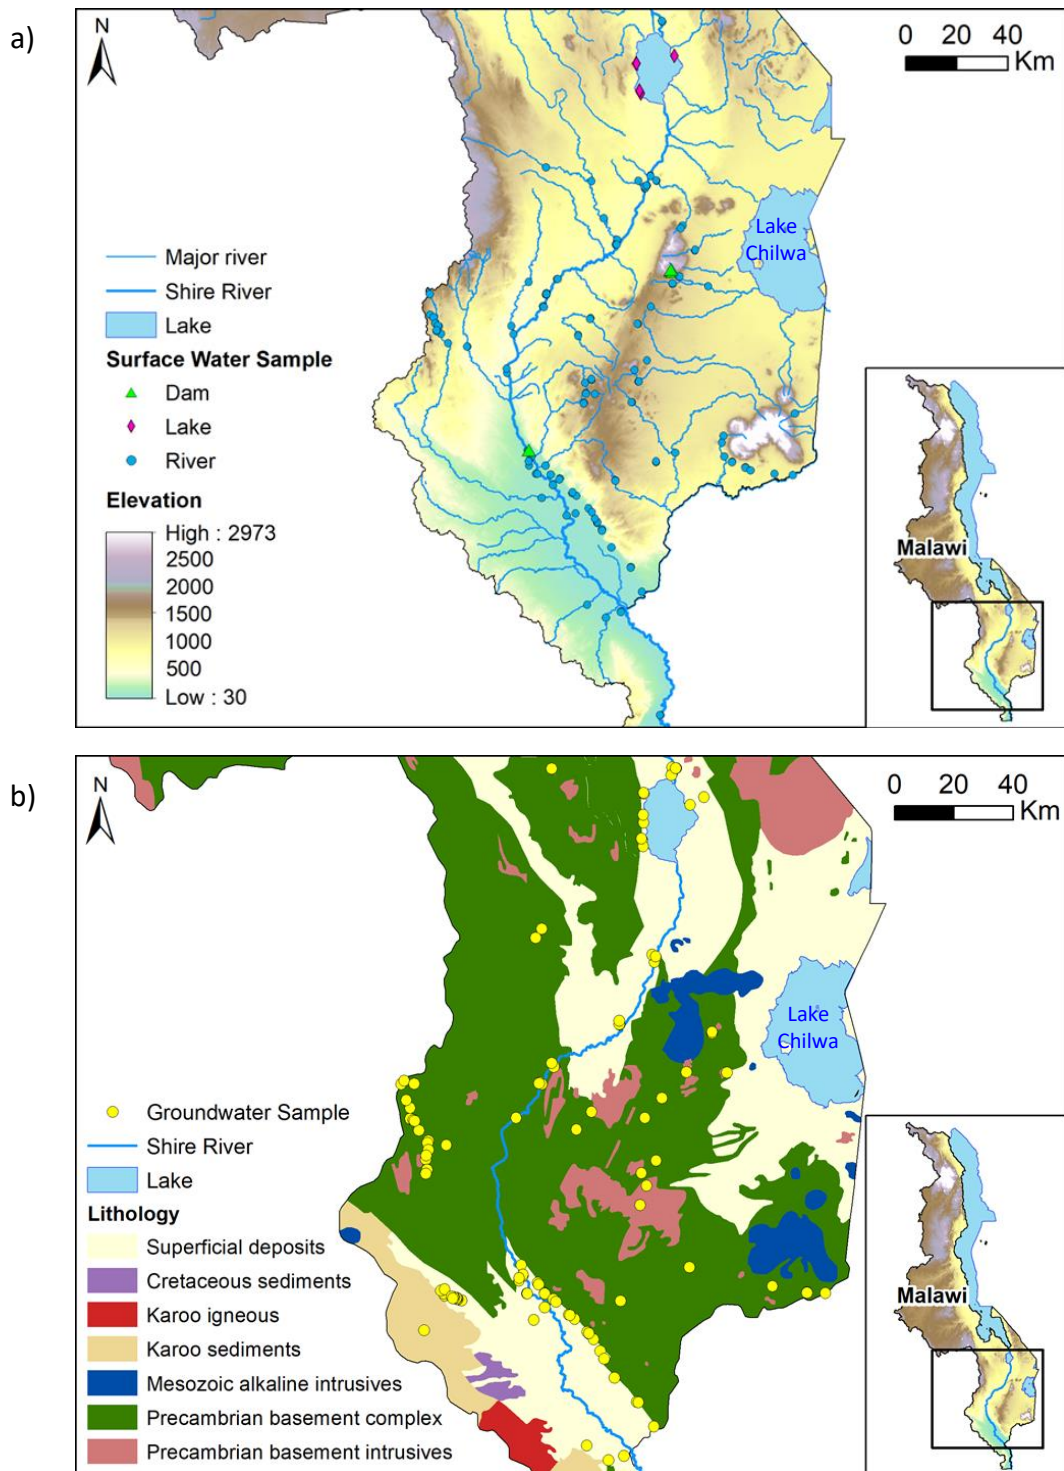 a)
N
0 20 40
Km
Lake
Chilwa
Major river
Shire River
Lake
Surface Water Sample
Dam
Lake
River
Elevation
High : 2973
2500
2000
1500
1000
500
Low : 30
Malawi
b)
N
0 20 40
Km
Lake
Chilwa
Groundwater Sample
Shire River
Lake
Lithology
Superficial deposits
Cretaceous sediments
Karoo igneous
Karoo sediments
Mesozoic alkaline intrusives
Precambrian basement complex
Precambrian basement intrusives
Malawi